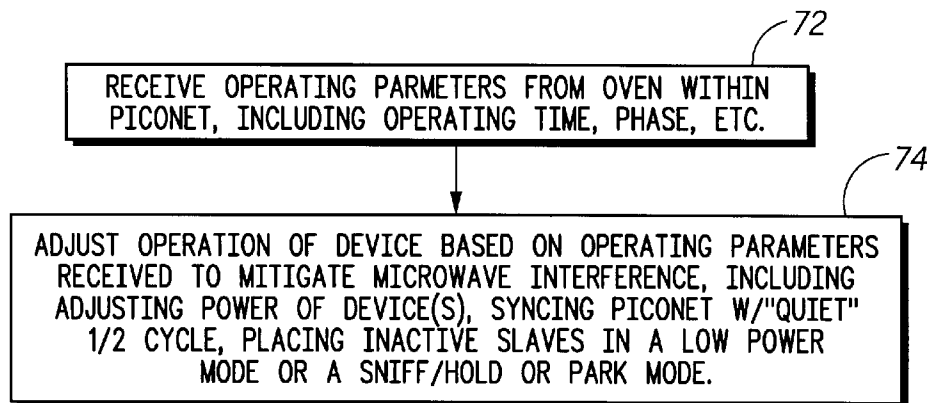 72
RECEIVE OPERATING PARMETERS FROM OVEN WITHIN
PICONET, INCLUDING OPERATING TIME, PHASE, ETC.
74
ADJUST OPERATION OF DEVICE BASED ON OPERATING PARAMETERS
RECEIVED TO MITIGATE MICROWAVE INTERFERENCE, INCLUDING
ADJUSTING POWER OF DEVICE(S), SYNCING PICONET W/"QUIET"
1/2 CYCLE, PLACING INACTIVE SLAVES IN A LOW POWER
MODE OR A SNIFF/HOLD OR PARK MODE.